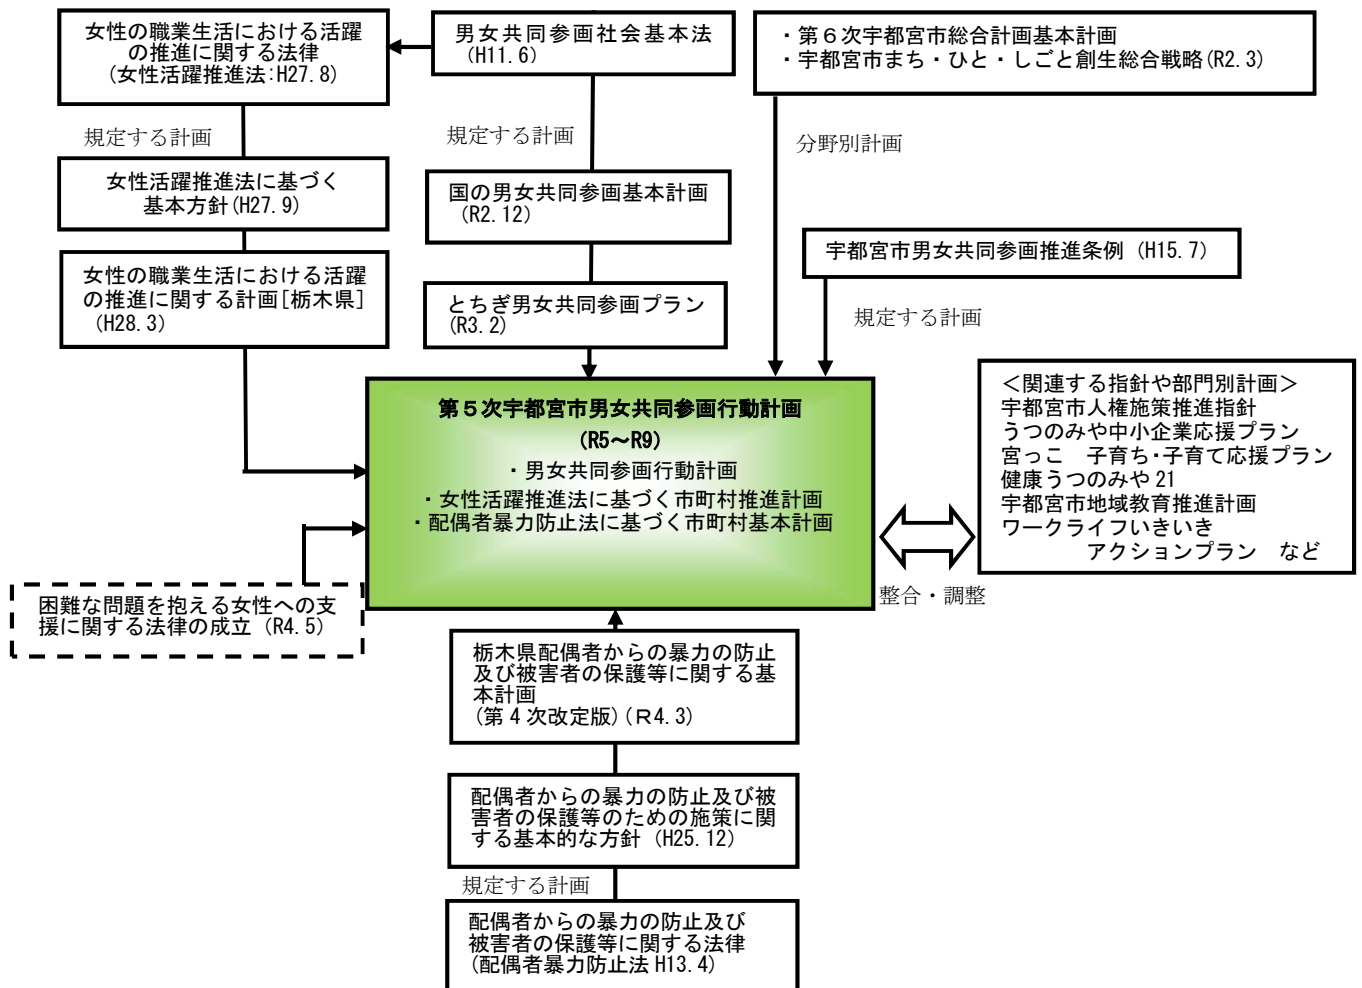 女性の職業生活における活躍
の推進に関する法律
(女性活躍推進法:H27.8)
男女共同参画社会基本法
(H11.6)
・第6次宇都宮市総合計画基本計画
・宇都宮市まち・ひと・しごと創生総合戦略(R2.3)
規定する計画
規定する計画
分野別計画
女性活躍推進法に基づく
基本方針(H27.9)
国の男女共同参画基本計画
(R2.12)
宇都宮市男女共同参画推進条例 (H15.7)
女性の職業生活における活躍
の推進に関する計画[栃木県]
(H28.3)
とちぎ男女共同参画プラン
(R3.2)
規定する計画
第5次宇都宮市男女共同参画行動計画
(R5~R9)
・男女共同参画行動計画
・女性活躍推進法に基づく市町村推進計画
・配偶者暴力防止法に基づく市町村基本計画
<関連する指針や部門別計画>
宇都宮市人権施策推進指針
うつのみや中小企業応援プラン
宮っこ 子育ち・子育て応援プラン
健康うつのみや21
宇都宮市地域教育推進計画
ワークライフいきいき
アクションプラン など
整合・調整
困難な問題を抱える女性への支
援に関する法律の成立 (R4.5)
栃木県配偶者からの暴力の防止
及び被害者の保護等に関する基
本計画
(第4次改定版)(R4.3)
配偶者からの暴力の防止及び被
害者の保護等のための施策に関
する基本的な方針 (H25.12)
規定する計画
配偶者からの暴力の防止及び
被害者の保護等に関する法律
(配偶者暴力防止法 H13.4)